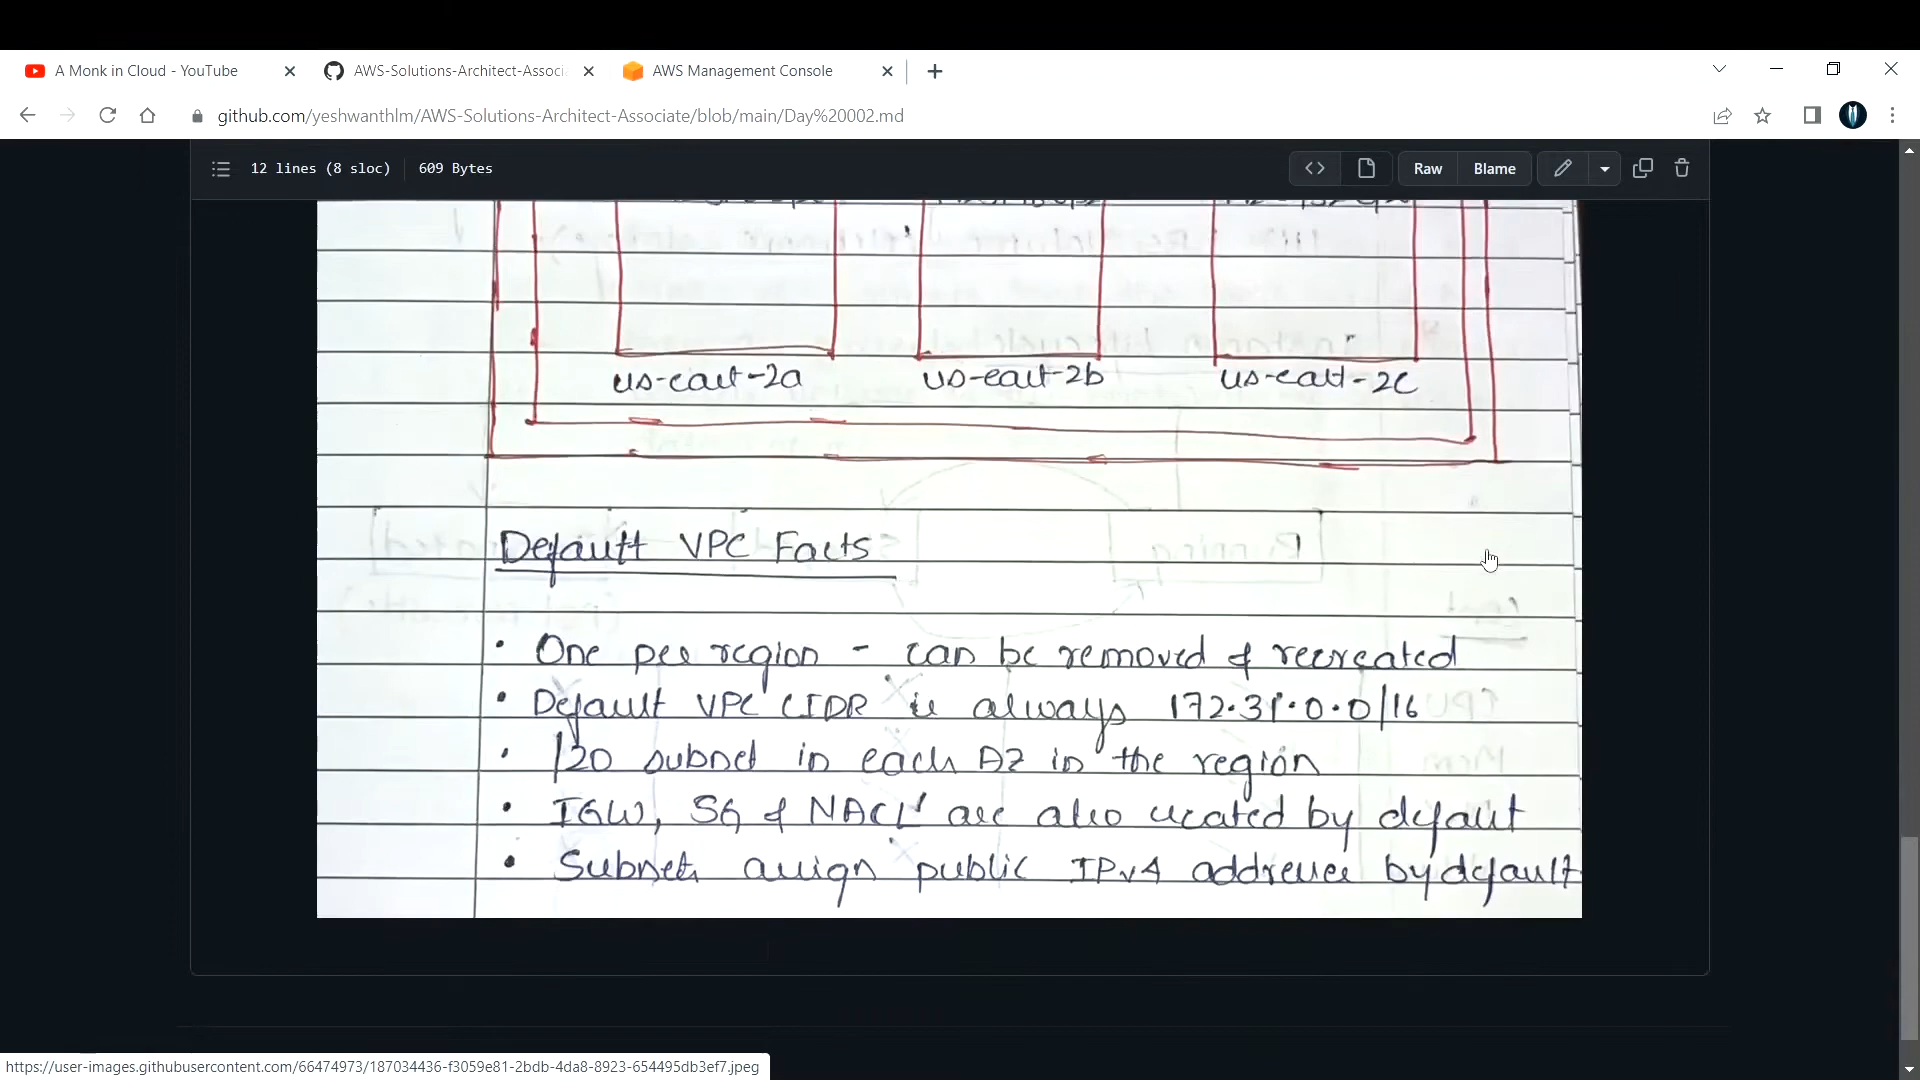 A Monk in Cloud - YouTube
AWS-Solutions-Architect-Associ
AWS Management Console
github.com/yeshwanthlm/AWS-Solutions-Architect-Associate/blob/main/Day%20002.md
12 lines (8 sloc) 609 Bytes
Raw Blame
us-east-2a us-east-2b us-east-2c
Default VPC Facts
• One per region - can be removed & recreated
• Default VPC CIDR is always 172.31.0.0/16
• /20 subnet in each AZ in the region
• IGW, SG & NACL are also created by default
• Subnets assign public IPv4 addresses by default
https://user-images.githubusercontent.com/66474973/187034436-f3059e81-2bdb-4da8-8923-654495db3ef7.jpeg